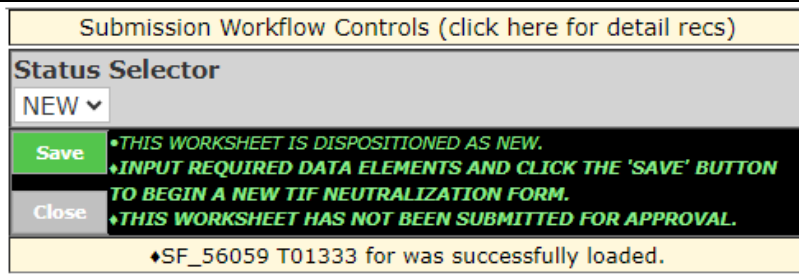 Submission Workflow Controls (click here for detail recs)
Status Selector
NEW
Save
•THIS WORKSHEET IS DISPOSITIONED AS NEW.
♦INPUT REQUIRED DATA ELEMENTS AND CLICK THE 'SAVE' BUTTON
TO BEGIN A NEW TIF NEUTRALIZATION FORM.
Close
♦THIS WORKSHEET HAS NOT BEEN SUBMITTED FOR APPROVAL.
♦SF_56059 T01333 for was successfully loaded.